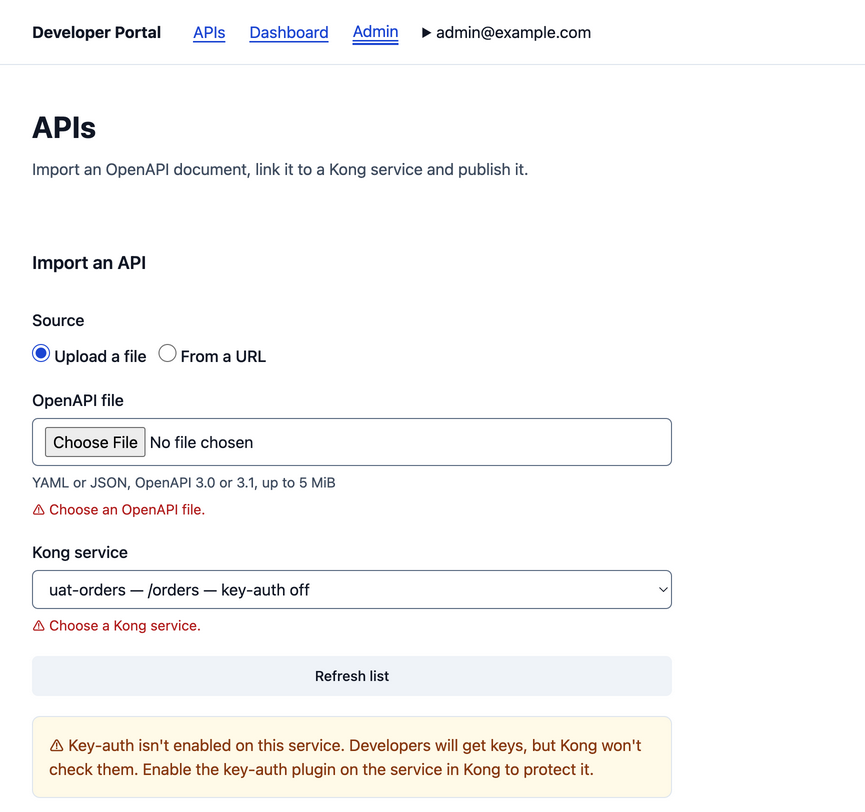 Developer Portal APIs Dashboard Admin ▶ admin@example.com
APIs
Import an OpenAPI document, link it to a Kong service and publish it.
Import an API
Source
Upload a file From a URL
OpenAPI file
Choose File No file chosen
YAML or JSON, OpenAPI 3.0 or 3.1, up to 5 MiB
⚠ Choose an OpenAPI file.
Kong service
uat-orders — /orders — key-auth off
⚠ Choose a Kong service.
Refresh list
⚠ Key-auth isn't enabled on this service. Developers will get keys, but Kong won't
check them. Enable the key-auth plugin on the service in Kong to protect it.